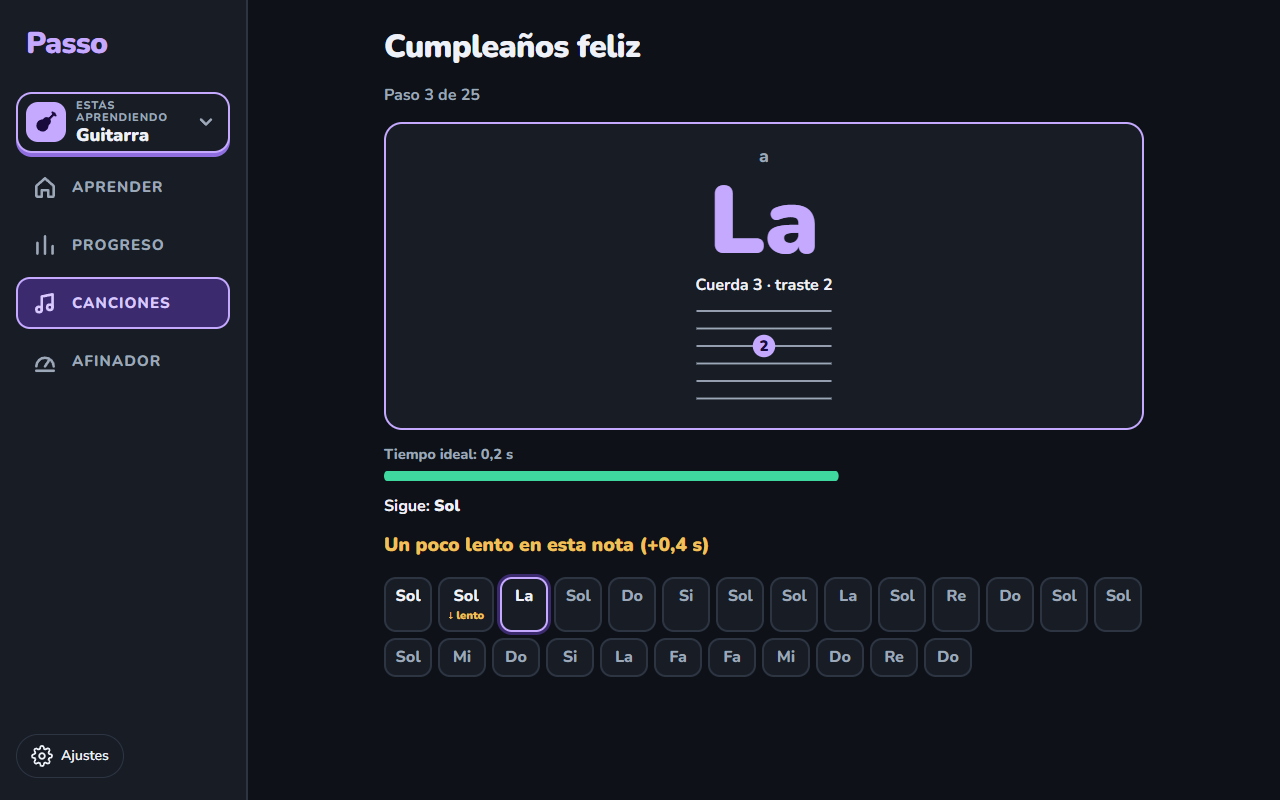 Passo
ESTÁS
APRENDIENDO
Guitarra
APRENDER
PROGRESO
CANCIONES
AFINADOR
Ajustes
Cumpleaños feliz
Paso 3 de 25
a
La
Cuerda 3 · traste 2
2
Tiempo ideal: 0,2 s
Sigue: Sol
Un poco lento en esta nota (+0,4 s)
Sol Sol La Sol Do Si Sol Sol La Sol Re Do Sol Sol
↓ lento
Sol Mi Do Si La Fa Fa Mi Do Re Do